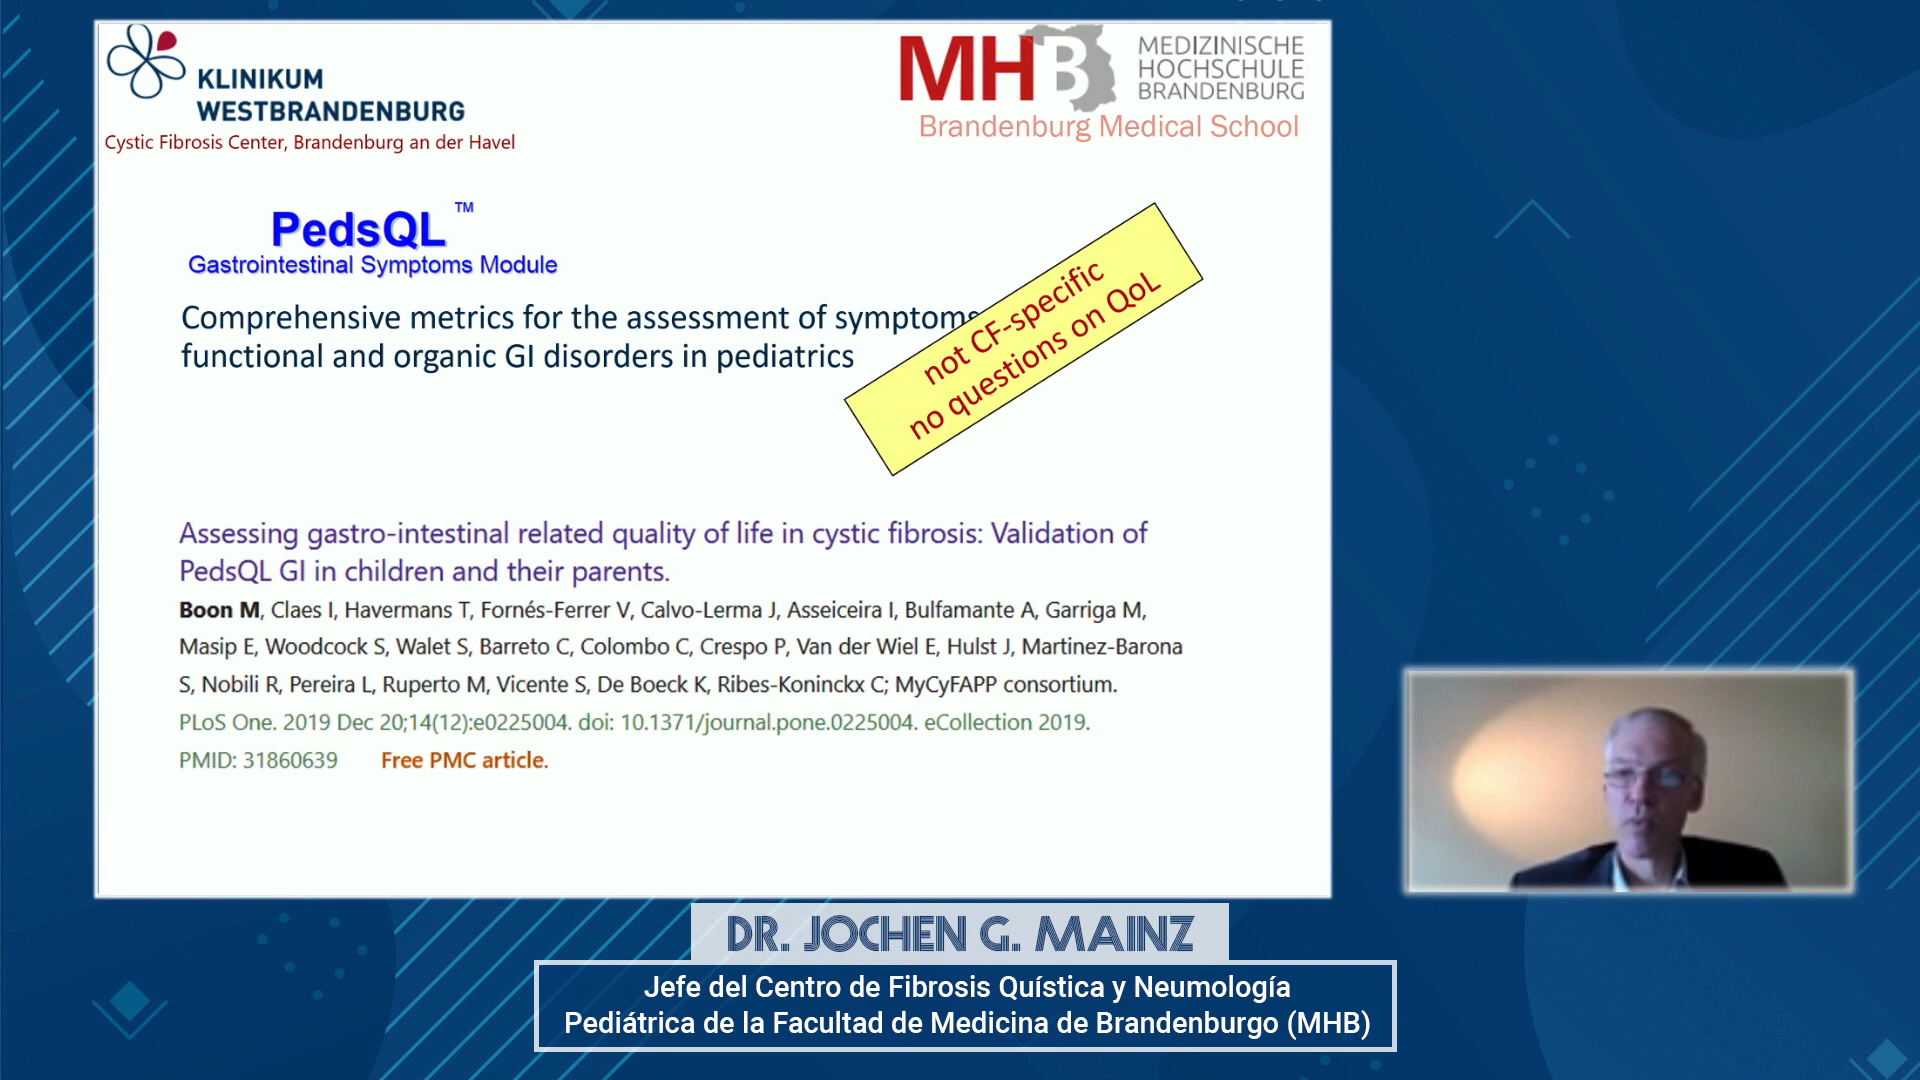 KLINIKUM
WESTBRANDENBURG
Cystic Fibrosis Center, Brandenburg an der Havel
MHB
MEDIZINISCHE
HOCHSCHULE
BRANDENBURG
Brandenburg Medical School
PedsQL ™
Gastrointestinal Symptoms Module
Comprehensive metrics for the assessment of symptoms
functional and organic GI disorders in pediatrics
not CF-specific
no questions on QoL
Assessing gastro-intestinal related quality of life in cystic fibrosis: Validation of
PedsQL GI in children and their parents.
Boon M, Claes I, Havermans T, Fornés-Ferrer V, Calvo-Lerma J, Asseiceira I, Bulfamante A, Garriga M,
Masip E, Woodcock S, Walet S, Barreto C, Colombo C, Crespo P, Van der Wiel E, Hulst J, Martinez-Barona
S, Nobili R, Pereira L, Ruperto M, Vicente S, De Boeck K, Ribes-Koninckx C; MyCyFAPP consortium.
PLoS One. 2019 Dec 20;14(12):e0225004. doi: 10.1371/journal.pone.0225004. eCollection 2019.
PMID: 31860639 Free PMC article.
DR. JOCHEN G. MAINZ
Jefe del Centro de Fibrosis Quística y Neumología
Pediátrica de la Facultad de Medicina de Brandenburgo (MHB)